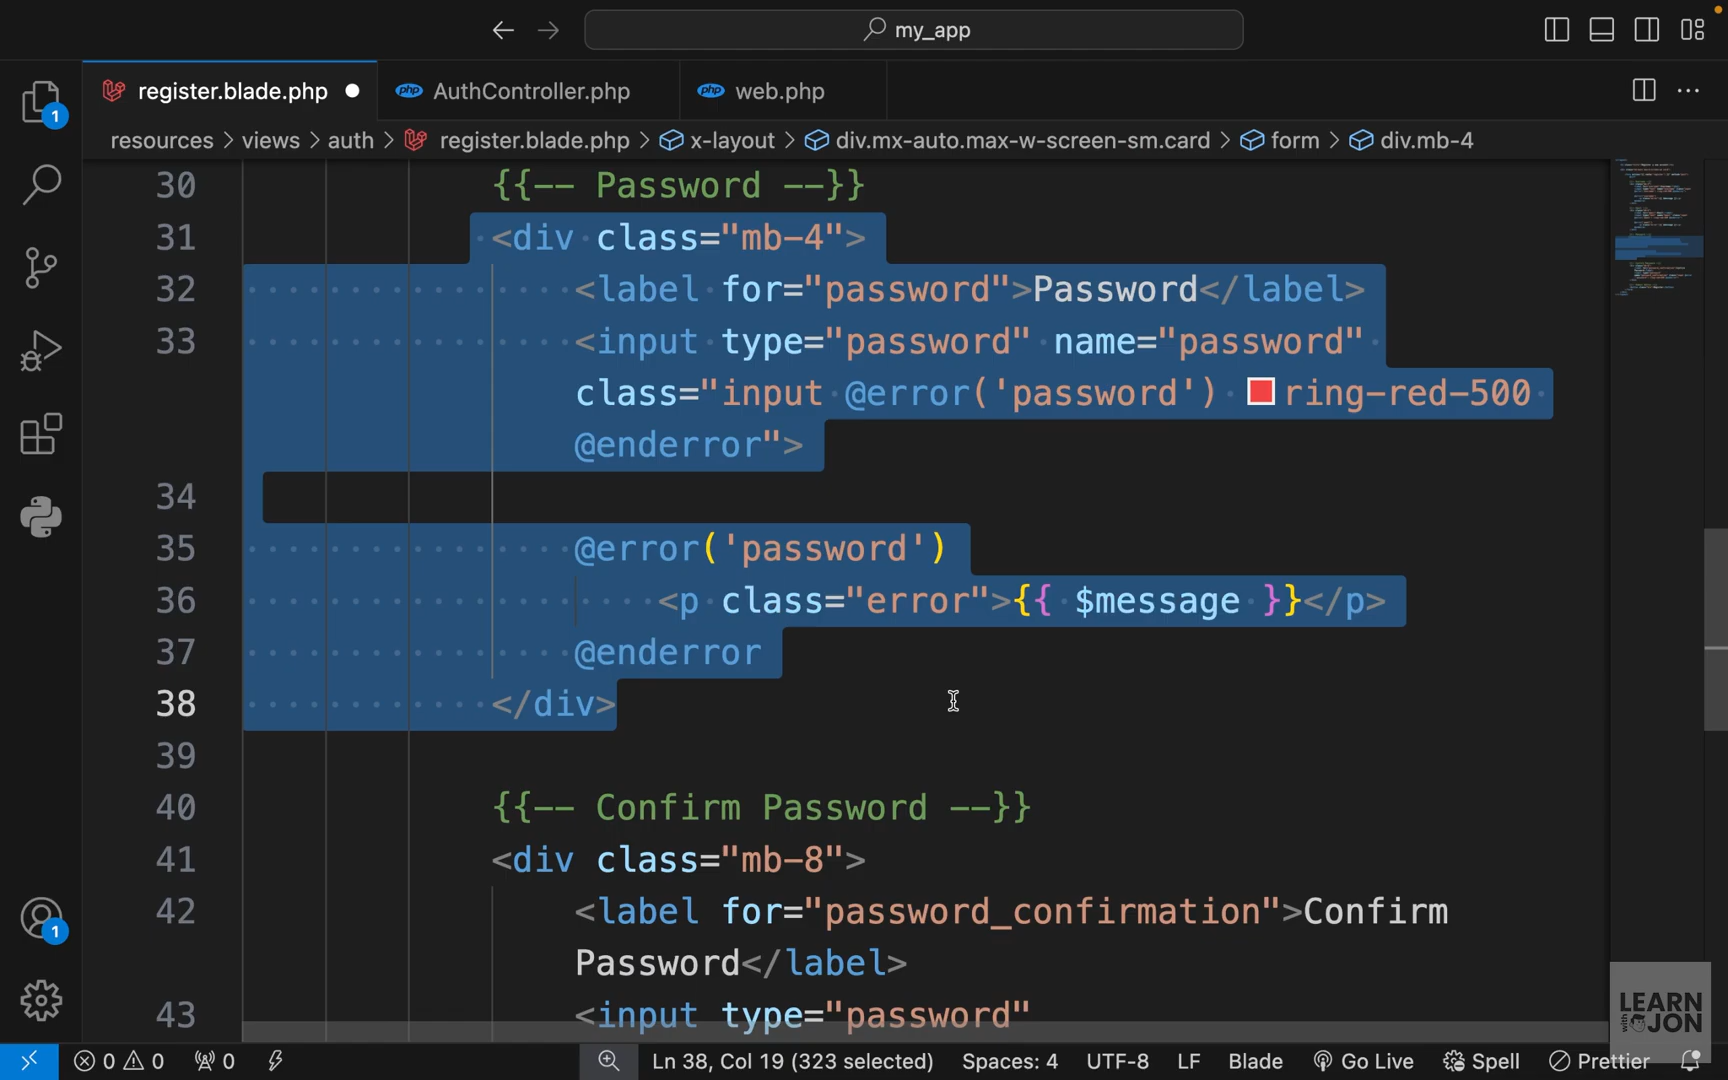 my_app
register.blade.php
AuthController.php
web.php
resources > views > auth > register.blade.php > x-layout > div.mx-auto.max-w-screen-sm.card > form > div.mb-4
30 {{-- Password --}}
31 <div class="mb-4">
32 <label for="password">Password</label>
33 <input type="password" name="password"
class="input @error('password') ring-red-500
@enderror">
34
35 @error('password')
36 <p class="error">{{ $message }}</p>
37 @enderror
38 </div>
39
40 {{-- Confirm Password --}}
41 <div class="mb-8">
42 <label for="password_confirmation">Confirm
Password</label>
43 <input type="password"
1
1
LEARN
with JON
0 0 0 Ln 38, Col 19 (323 selected) Spaces: 4 UTF-8 LF Blade Go Live Spell Prettier